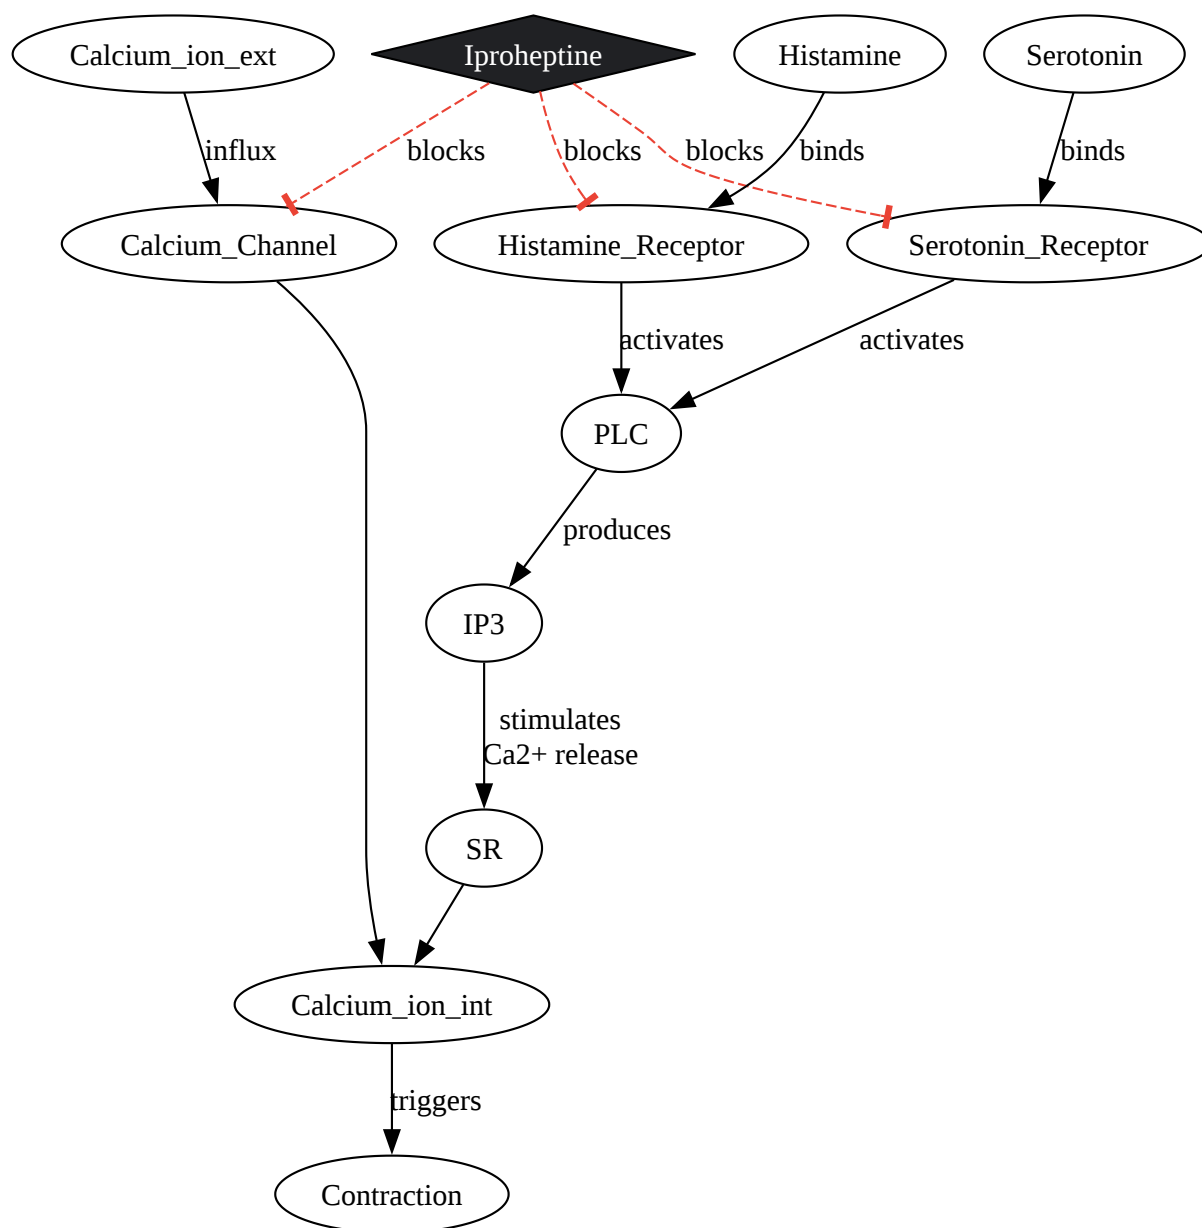 Calcium_ion_ext
Iproheptine
Histamine
Serotonin
influx
blocks
blocks
blocks
binds
binds
Calcium_Channel
Histamine_Receptor
Serotonin_Receptor
activates
activates
PLC
produces
IP3
stimulates
Ca2+ release
SR
Calcium_ion_int
triggers
Contraction